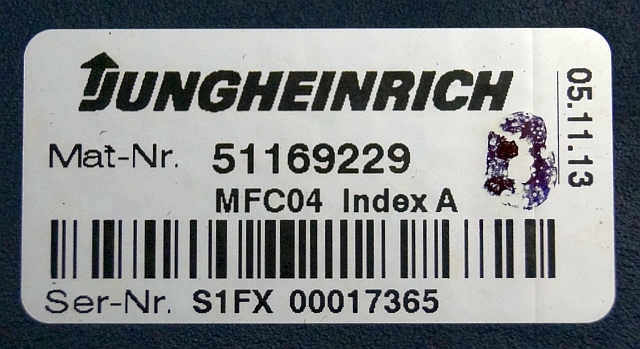 JUNGHEINRICH
Mat-Nr. 51169229
MFC04 Index A
Ser-Nr. S1FX 00017365
05.11.13